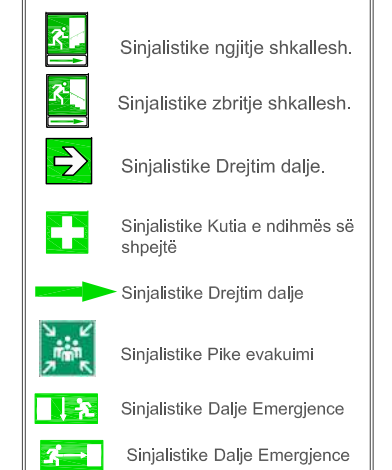 Sinjalistike ngjitje shkallesh.
Sinjalistike zbritje shkallesh.
Sinjalistike Drejtim dalje.
Sinjalistike Kutia e ndihmës së
shpejtë
Sinjalistike Drejtim dalje
Sinjalistike Pike evakuimi
Sinjalistike Dalje Emergjence
Sinjalistike Dalje Emergjence